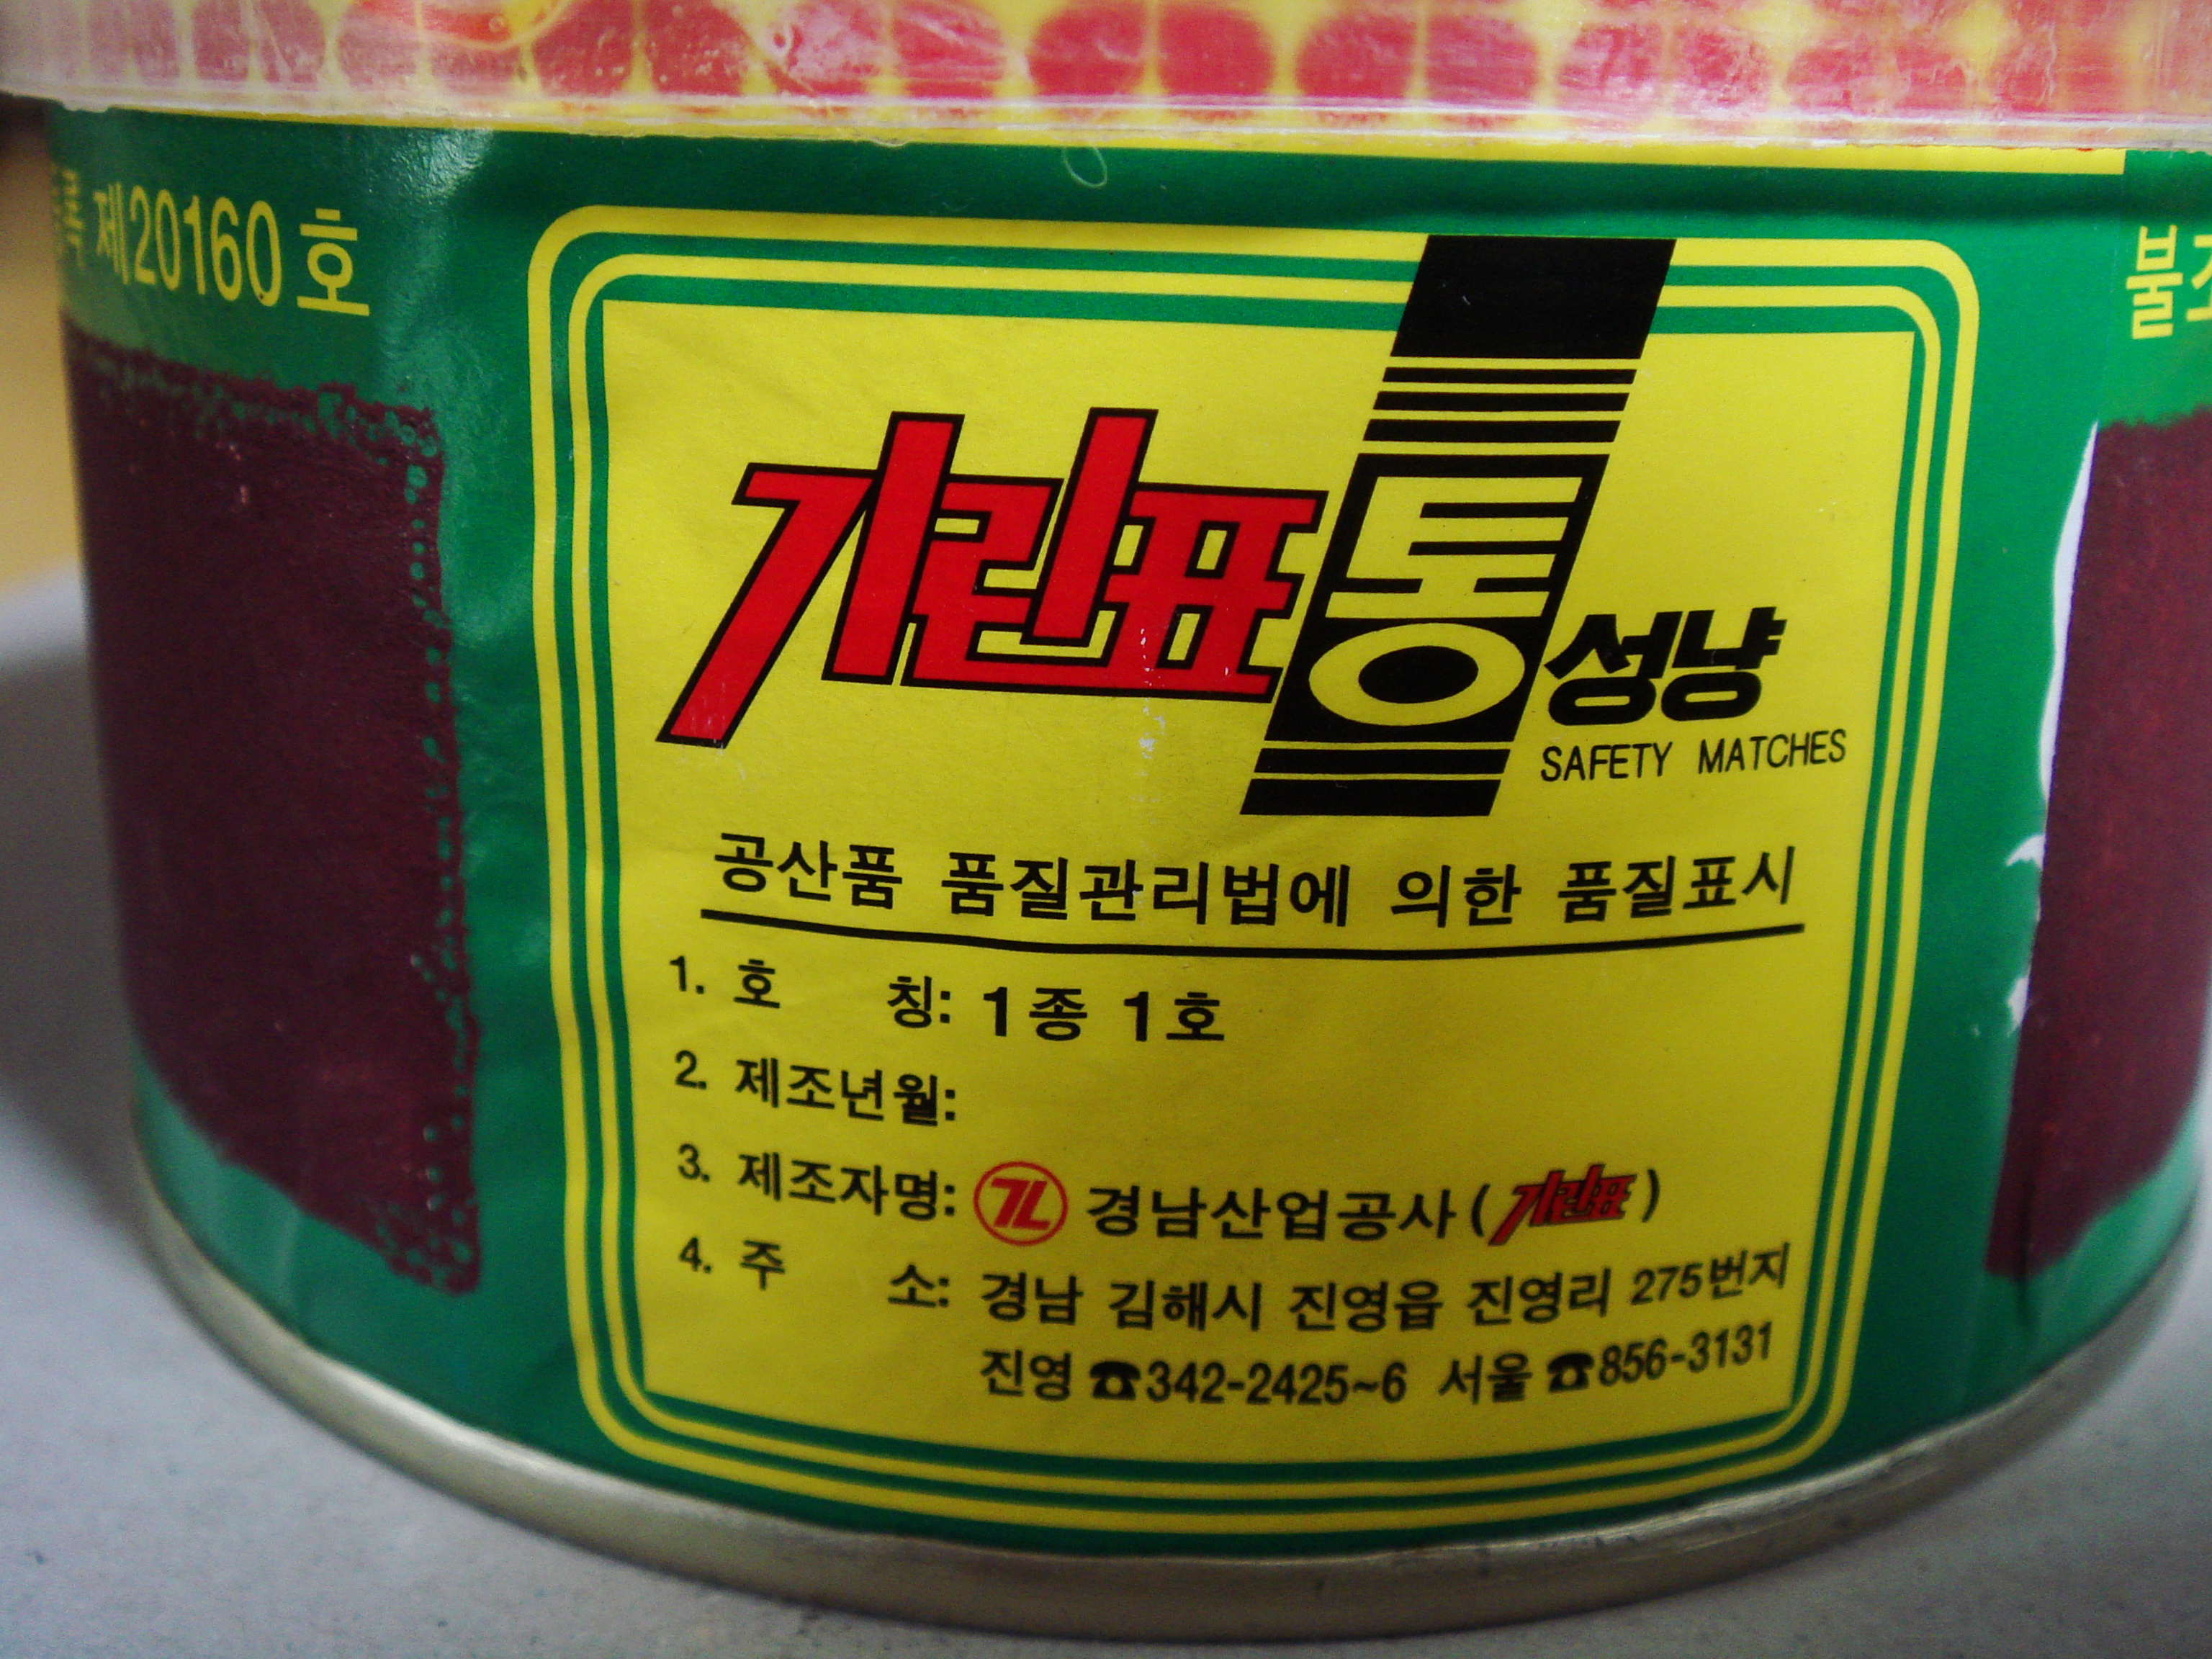 제20160호
가린표통성냥
SAFETY MATCHES
공산품 품질관리법에 의한 품질표시
1. 호 칭: 1종 1호
2. 제조년월:
3. 제조자명: 경남산업공사(가린표)
4. 주 소: 경남 김해시 진영읍 진영리 275번지
진영 ☎342-2425~6 서울 ☎856-3131